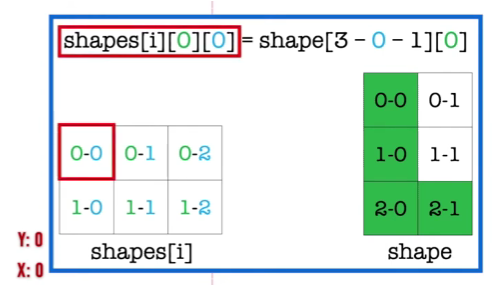 shapes[i][0][0] = shape[3 - 0 - 1][0]
0-0 0-1
0-0 0-1 0-2
1-0 1-1
1-0 1-1 1-2
2-0 2-1
Y: 0
shapes[i]
shape
X: 0